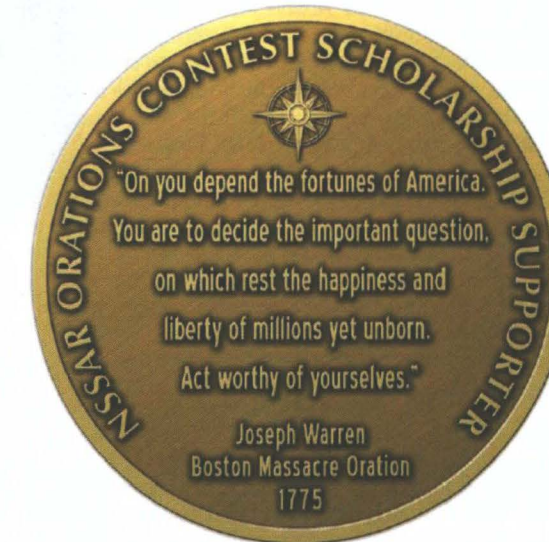 NSSAR ORATIONS CONTEST SCHOLARSHIP SUPPORTER
"On you depend the fortunes of America.
You are to decide the important question,
on which rest the happiness and
liberty of millions yet unborn.
Act worthy of yourselves."
Joseph Warren
Boston Massacre Oration
1775